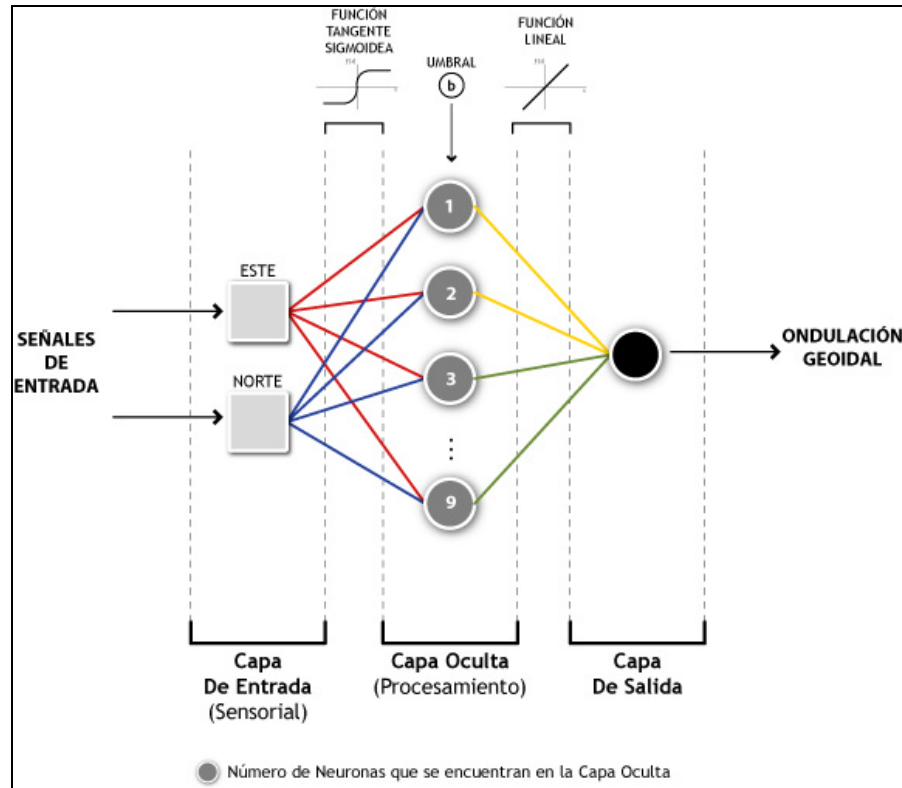 FUNCIÓN
TANGENTE
SIGMOIDEA
UMBRAL
b
FUNCIÓN
LINEAL
1
ESTE
2
SEÑALES
DE
ENTRADA
ONDULACIÓN
GEOIDAL
NORTE
3
⋮
9
Capa
De Entrada
(Sensorial)
Capa Oculta
(Procesamiento)
Capa
De Salida
Número de Neuronas que se encuentran en la Capa Oculta